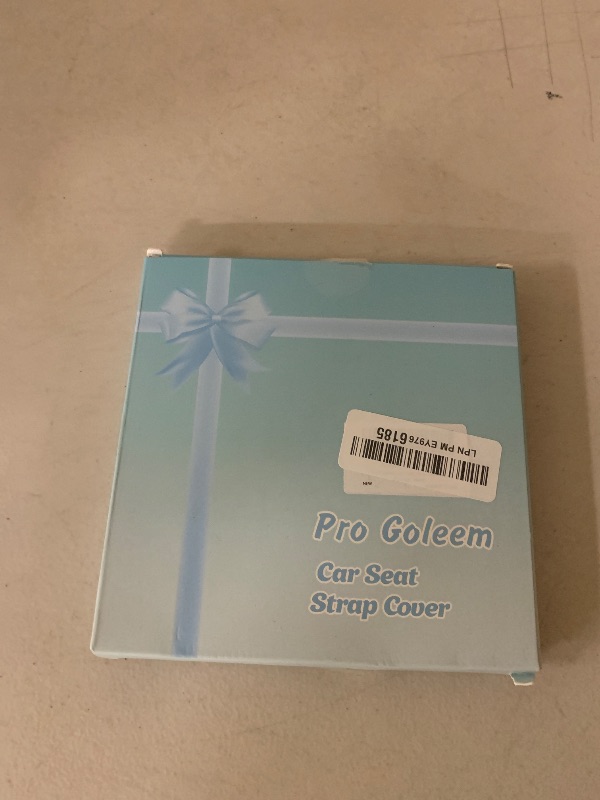 LPN PM EY976 6185
Pro Goleem
Car Seat
Strap Cover